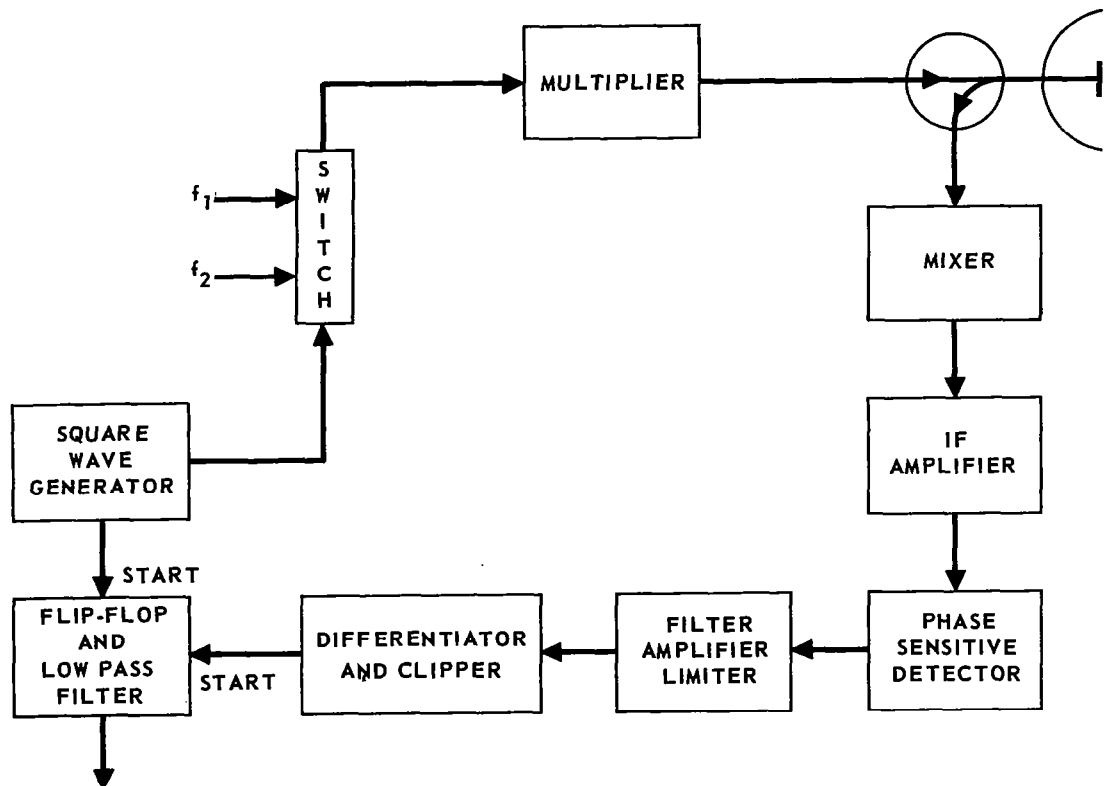 MULTIPLIER
SWITCH
f1
f2
MIXER
SQUARE
WAVE
GENERATOR
IF
AMPLIFIER
START
FLIP-FLOP
AND
LOW PASS
FILTER
START
DIFFERENTIATOR
AND CLIPPER
FILTER
AMPLIFIER
LIMITER
PHASE
SENSITIVE
DETECTOR